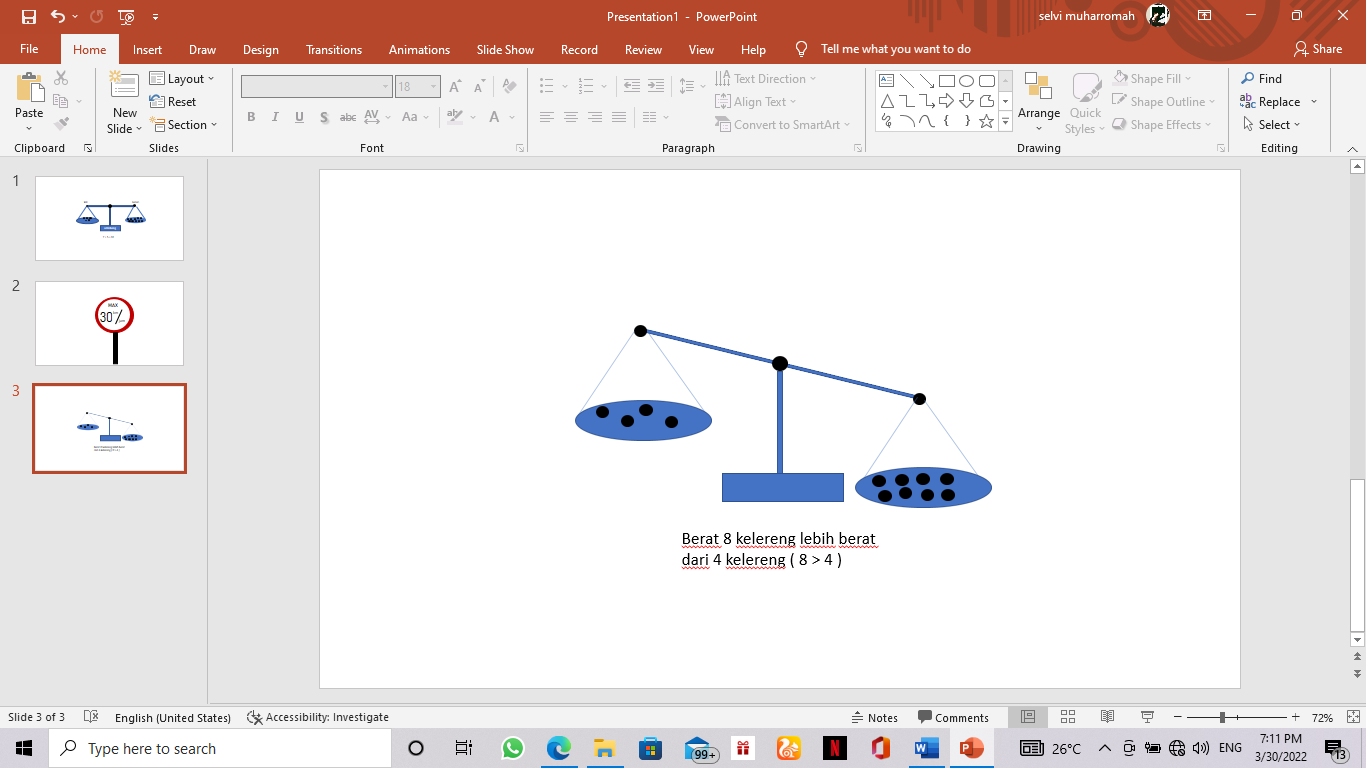 Presentation1 - PowerPoint
selvi muharromah
File Home Insert Draw Design Transitions Animations Slide Show Record Review View Help Tell me what you want to do Share
Paste
Clipboard
New Slide
Layout
Reset
Section
Slides
18
B I U S abc AV Aa A
Font
Text Direction
Align Text
Convert to SmartArt
Paragraph
Arrange
Quick Styles
Shape Fill
Shape Outline
Shape Effects
Drawing
Find
Replace
Select
Editing
1
2
MAX
30
3
Berat 8 kelereng lebih berat
dari 4 kelereng ( 8 > 4 )
Slide 3 of 3 English (United States) Accessibility: Investigate Notes Comments 72%
Type here to search
99+
26°C ENG
7:11 PM
3/30/2022
13